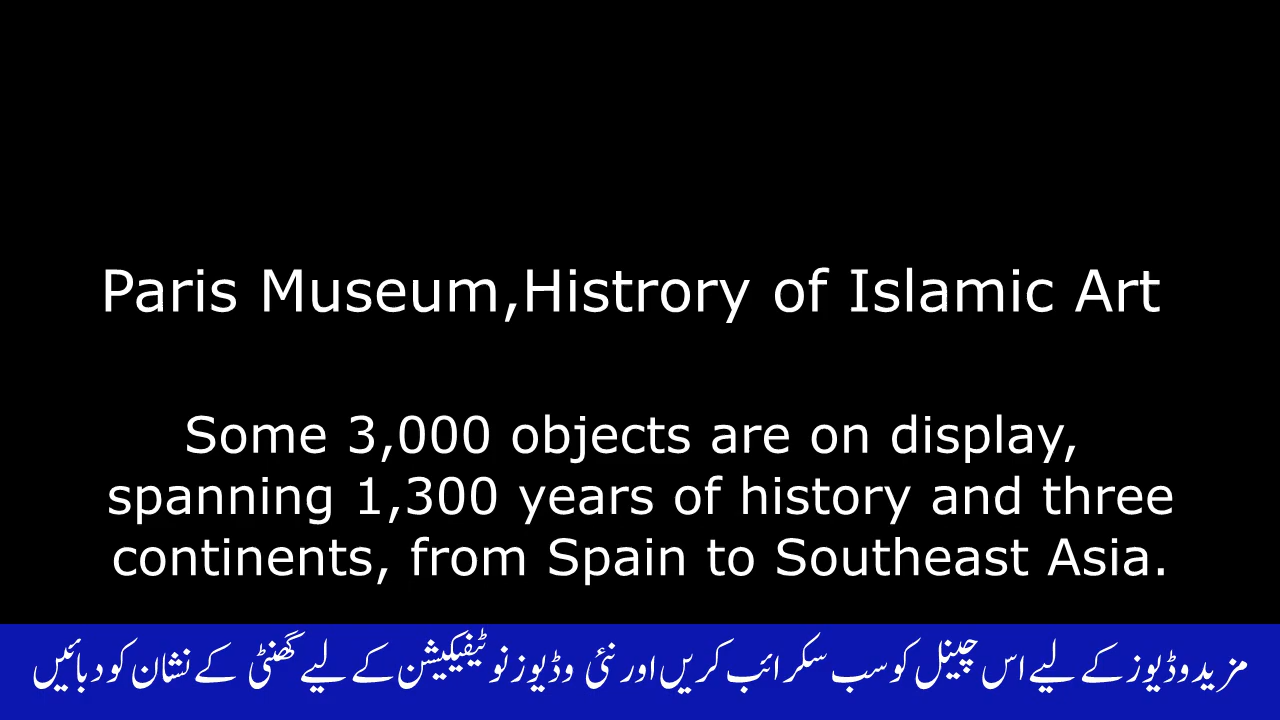 Paris Museum,Histrory of Islamic Art
Some 3,000 objects are on display,
spanning 1,300 years of history and three
continents, from Spain to Southeast Asia.
مزید وڈیوز کے لیے اس چینل کو سب سکرائب کریں اور نئی وڈیوز نوٹیفیکیشن کے لیے گھنٹی کے نشان کو دبائیں